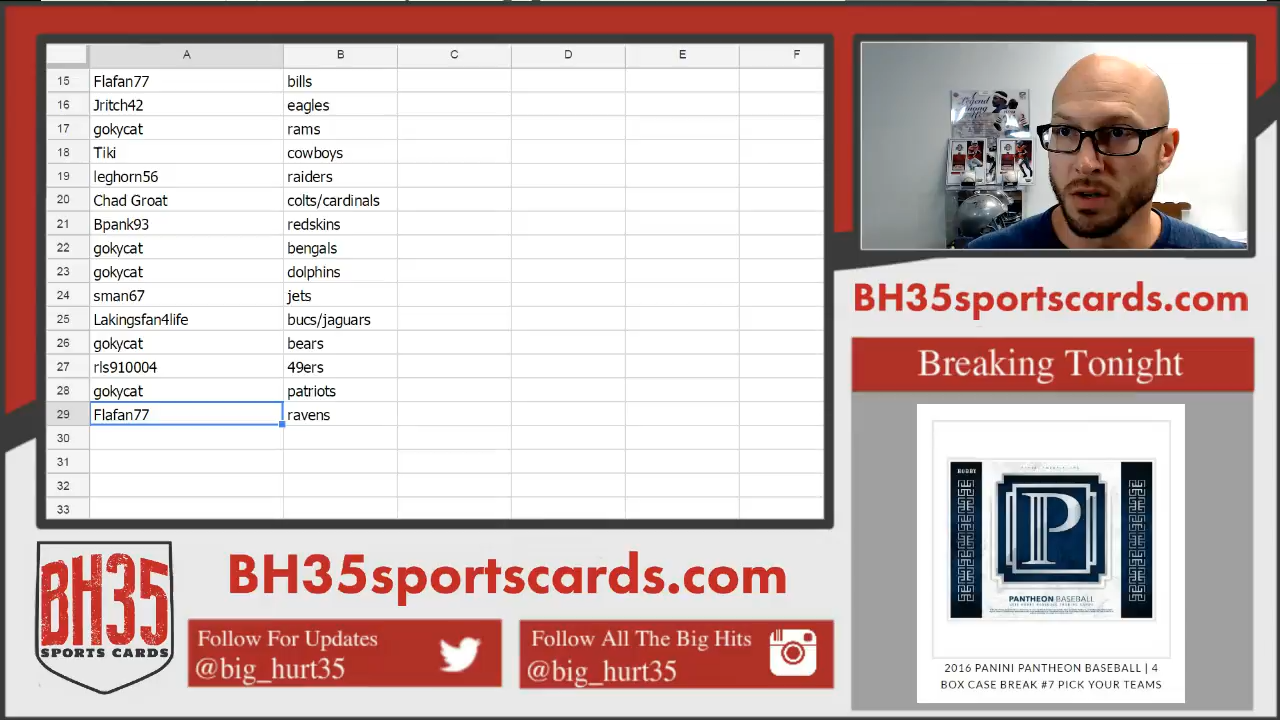 A B C D E F
15 Flafan77 bills
16 Jritch42 eagles
17 gokycat rams
18 Tiki cowboys
19 leghorn56 raiders
20 Chad Groat colts/cardinals
21 Bpank93 redskins
22 gokycat bengals
23 gokycat dolphins
24 sman67 jets
25 Lakingsfan4life bucs/jaguars
26 gokycat bears
27 rls910004 49ers
28 gokycat patriots
29 Flafan77 ravens
30
31
32
33
BH35sportscards.com
Breaking Tonight
HOBBY
P
PANTHEON BASEBALL
2016 PANINI PANTHEON BASEBALL | 4
BOX CASE BREAK #7 PICK YOUR TEAMS
BH35
SPORTS CARDS
BH35sportscards.com
Follow For Updates
@big_hurt35
Follow All The Big Hits
@big_hurt35